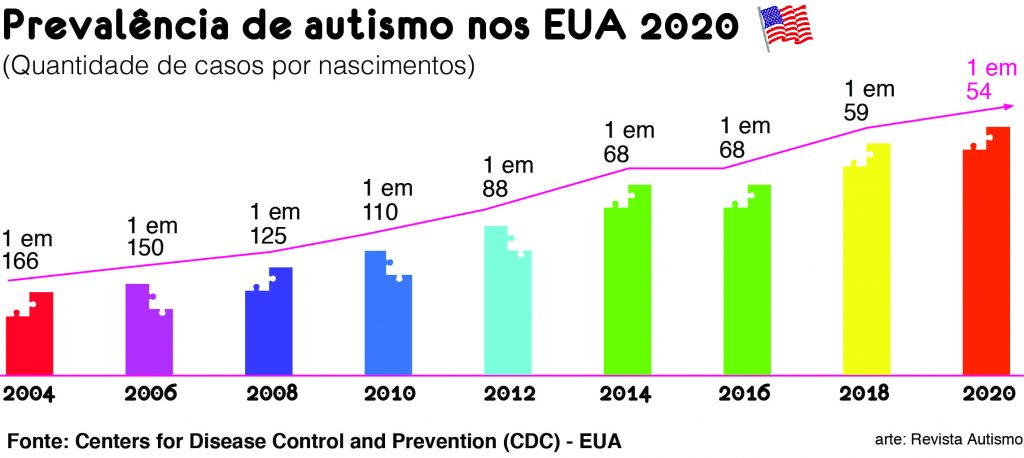 Prevalência de autismo nos EUA 2020
(Quantidade de casos por nascimentos)
1 em
166
1 em
150
1 em
125
1 em
110
1 em
88
1 em
68
1 em
68
1 em
59
1 em
54
2004 2006 2008 2010 2012 2014 2016 2018 2020
Fonte: Centers for Disease Control and Prevention (CDC) - EUA
arte: Revista Autismo